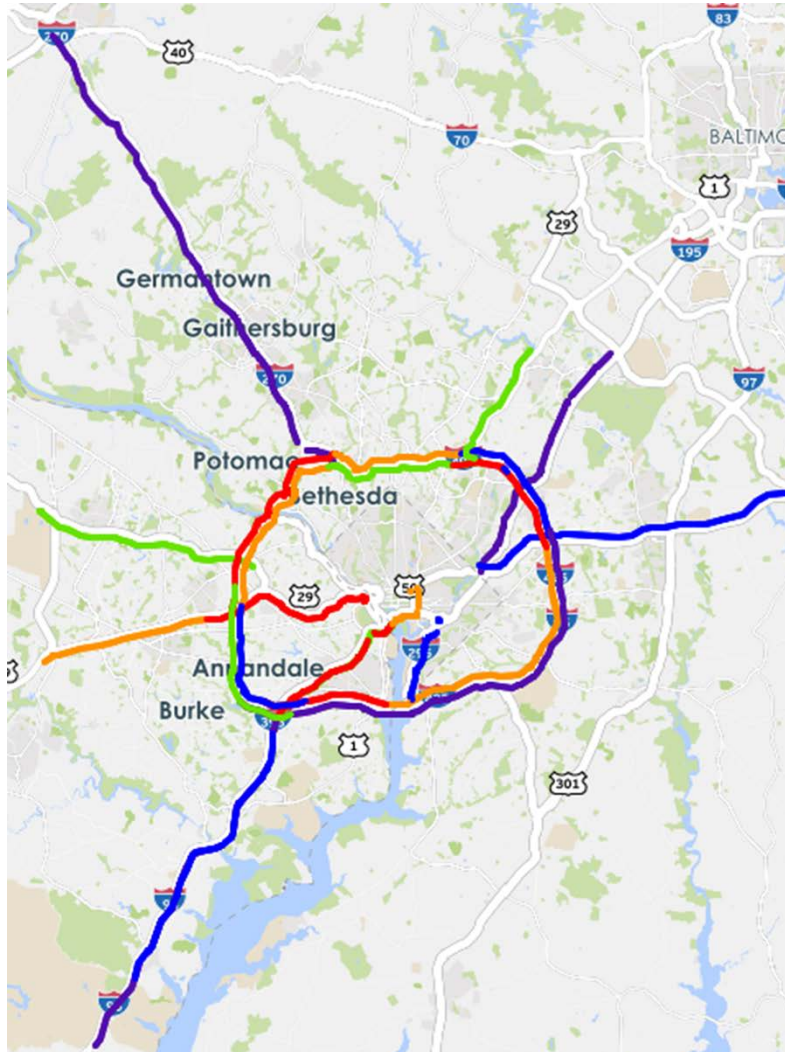 83
270
40
BALTIMO
70
1
29
195
Germantown
Gaithersburg
270
97
Potomac
Bethesda
50
29
295
Annandale
Burke
1
301